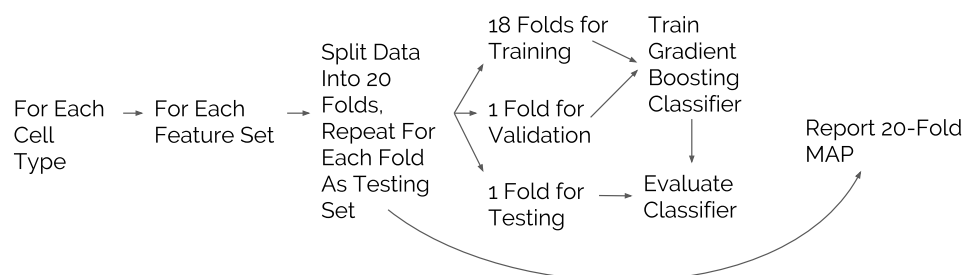 For Each
Cell
Type
For Each
Feature Set
Split Data
Into 20
Folds,
Repeat For
Each Fold
As Testing
Set
18 Folds for
Training
1 Fold for
Validation
1 Fold for
Testing
Train
Gradient
Boosting
Classifier
Evaluate
Classifier
Report 20-Fold
MAP